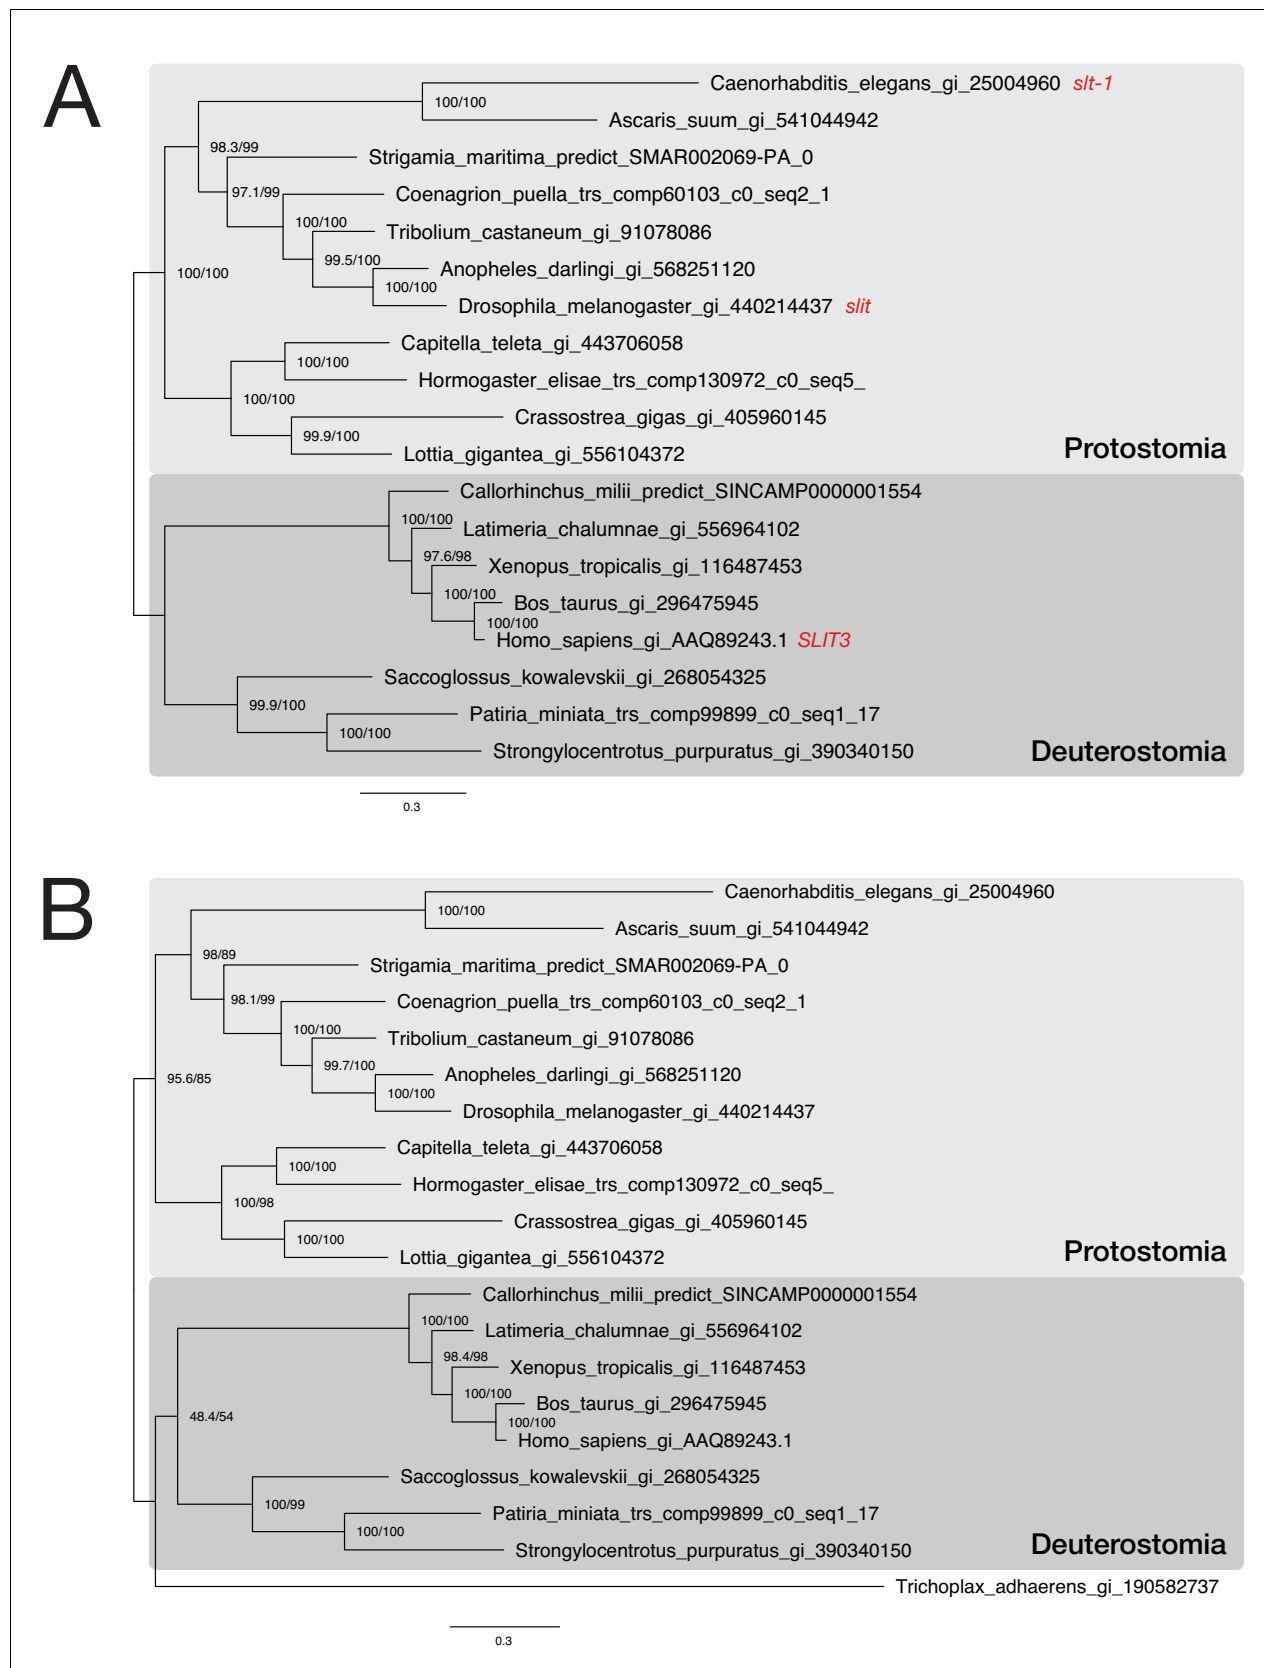 A
Caenorhabditis_elegans_gi_25004960 slt-1
100/100
Ascaris_suum_gi_541044942
98.3/99
Strigamia_maritima_predict_SMAR002069-PA_0
97.1/99
Coenagrion_puella_trs_comp60103_c0_seq2_1
100/100
Tribolium_castaneum_gi_91078086
99.5/100
Anopheles_darlingi_gi_568251120
100/100
100/100
Drosophila_melanogaster_gi_440214437 slit
Capitella_teleta_gi_443706058
100/100
Hormogaster_elisae_trs_comp130972_c0_seq5_
100/100
Crassostrea_gigas_gi_405960145
99.9/100
Lottia_gigantea_gi_556104372
Protostomia
Callorhinchus_milii_predict_SINCAMP0000001554
100/100
Latimeria_chalumnae_gi_556964102
97.6/98
Xenopus_tropicalis_gi_116487453
100/100
Bos_taurus_gi_296475945
100/100
Homo_sapiens_gi_AAQ89243.1 SLIT3
Saccoglossus_kowalevskii_gi_268054325
99.9/100
Patiria_miniata_trs_comp99899_c0_seq1_17
100/100
Strongylocentrotus_purpuratus_gi_390340150
Deuterostomia
0.3
B
Caenorhabditis_elegans_gi_25004960
100/100
Ascaris_suum_gi_541044942
98/89
Strigamia_maritima_predict_SMAR002069-PA_0
98.1/99
Coenagrion_puella_trs_comp60103_c0_seq2_1
100/100
Tribolium_castaneum_gi_91078086
99.7/100
Anopheles_darlingi_gi_568251120
95.6/85
100/100
Drosophila_melanogaster_gi_440214437
Capitella_teleta_gi_443706058
100/100
Hormogaster_elisae_trs_comp130972_c0_seq5_
100/98
Crassostrea_gigas_gi_405960145
100/100
Lottia_gigantea_gi_556104372
Protostomia
Callorhinchus_milii_predict_SINCAMP0000001554
100/100
Latimeria_chalumnae_gi_556964102
98.4/98
Xenopus_tropicalis_gi_116487453
100/100
Bos_taurus_gi_296475945
48.4/54
100/100
Homo_sapiens_gi_AAQ89243.1
Saccoglossus_kowalevskii_gi_268054325
100/99
Patiria_miniata_trs_comp99899_c0_seq1_17
100/100
Strongylocentrotus_purpuratus_gi_390340150
Deuterostomia
Trichoplax_adhaerens_gi_190582737
0.3